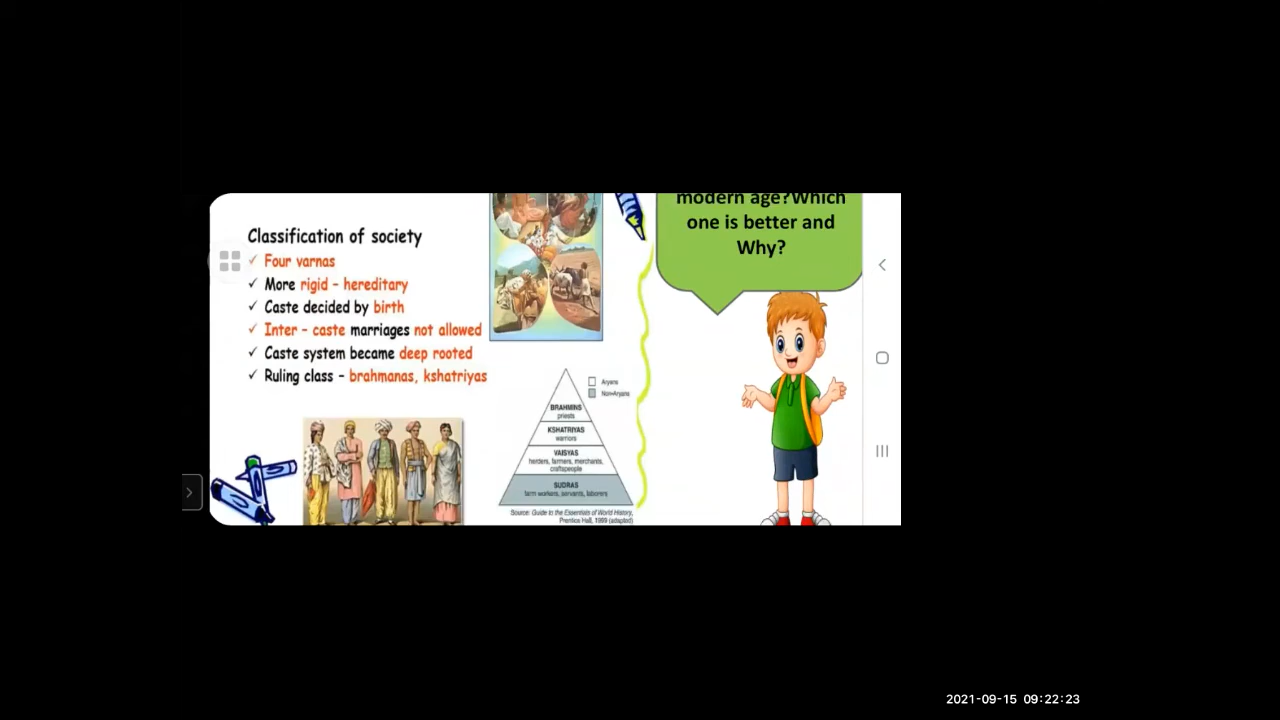 Classification of society
✓ Four varnas
✓ More rigid - hereditary
✓ Caste decided by birth
✓ Inter - caste marriages not allowed
✓ Caste system became deep rooted
✓ Ruling class - brahmanas, kshatriyas
Aryans
Non-Aryans
BRAHMINS
priests
KSHATRIYAS
warriors
VAISYAS
herders, farmers, merchants,
craftspeople
SUDRAS
farm workers, servants, laborers
Source: Guide to the Essentials of World History,
Prentice Hall, 1999 (adapted)
modern age?Which
one is better and
Why?
2021-09-15 09:22:23